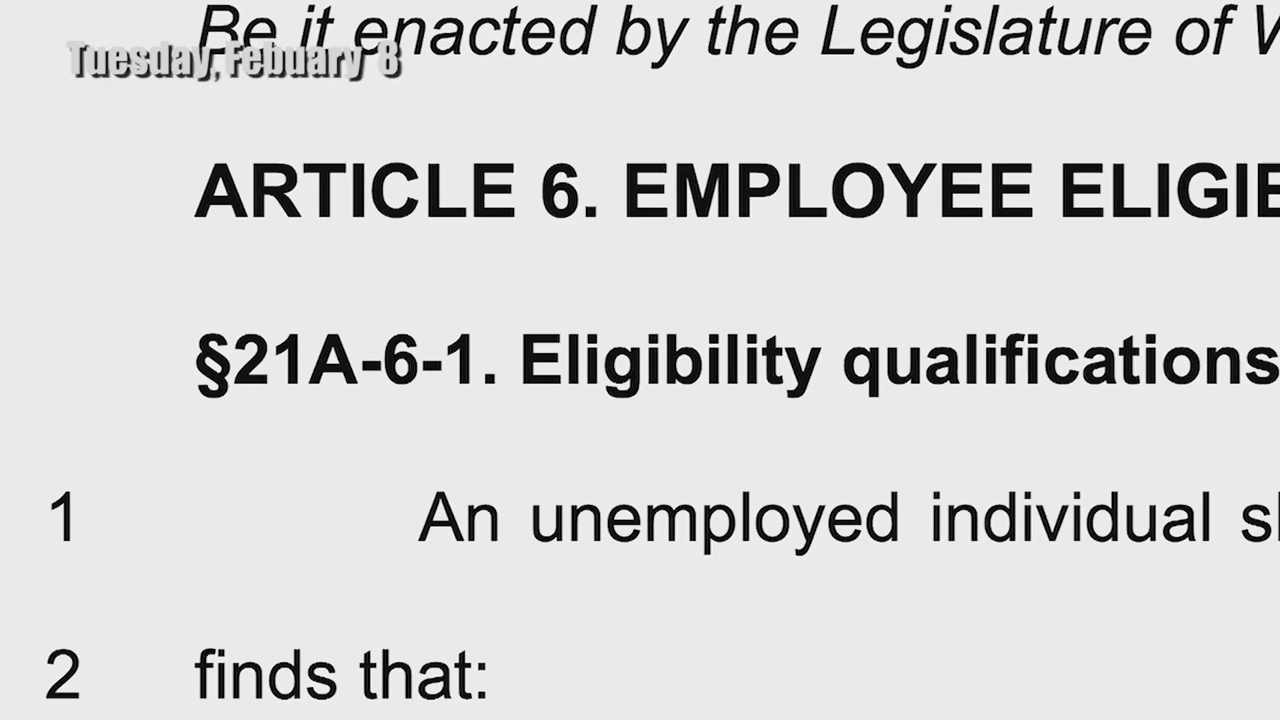 Be it enacted by the Legislature of
Tuesday, Febuary 8
ARTICLE 6. EMPLOYEE
§21A-6-1. Eligibility qualifications
1 An unemployed individual
2 finds that: